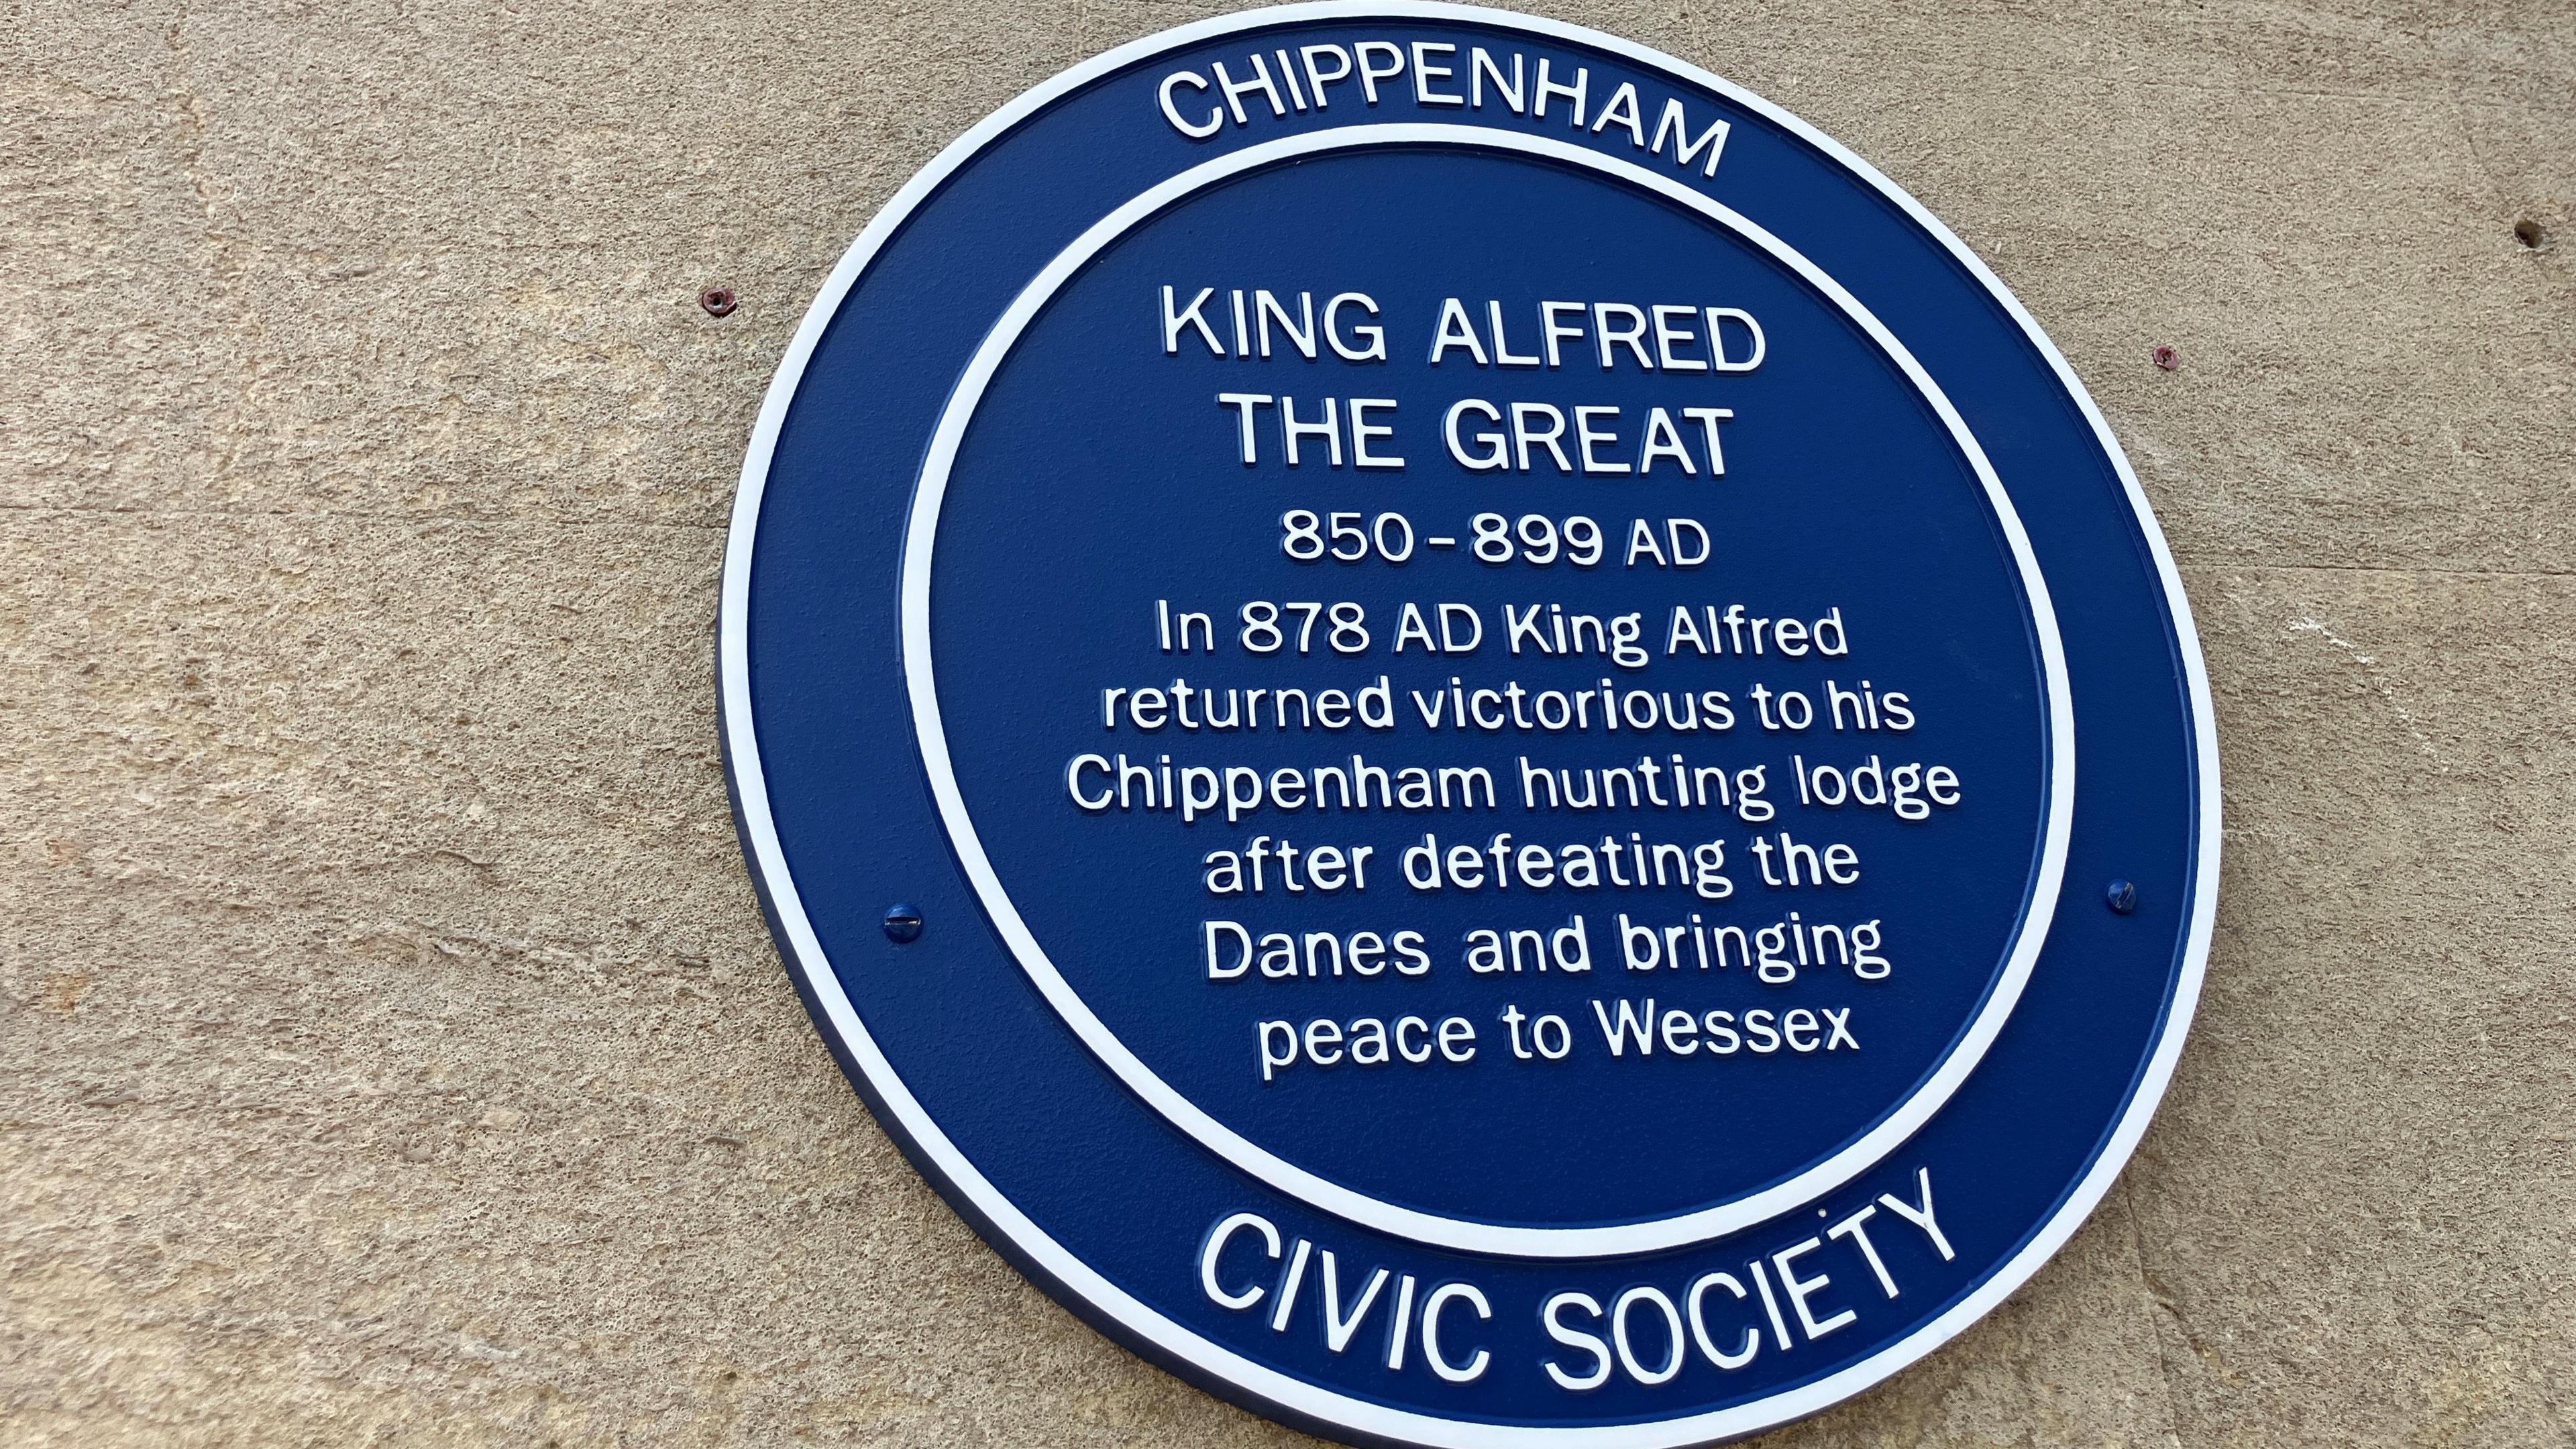 CHIPPENHAM
KING ALFRED
THE GREAT
850-899 AD
In 878 AD King Alfred
returned victorious to his
Chippenham hunting lodge
after defeating the
Danes and bringing
peace to Wessex
CIVIC SOCIETY